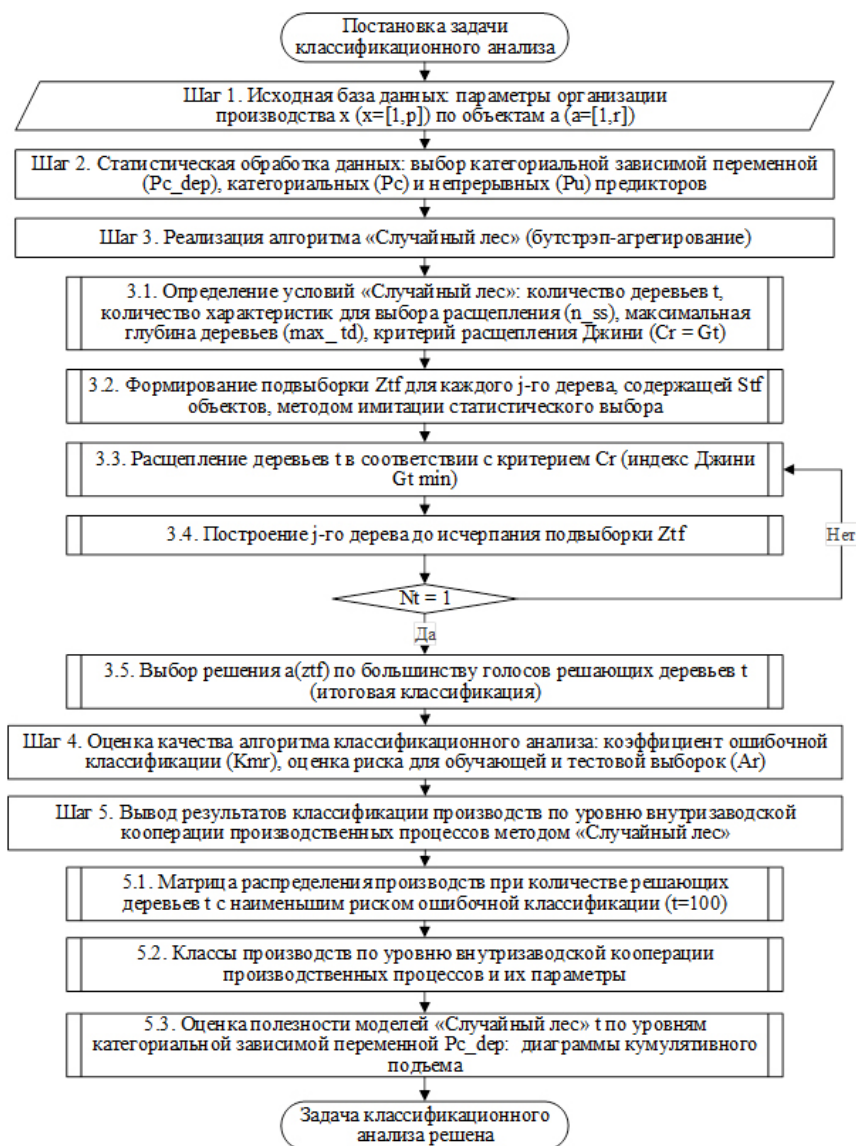 Постановка задачи
классификационного анализа
Шаг 1. Исходная база данных: параметры организации
производства x (x=[1,p]) по объектам a (a=[1,r])
Шаг 2. Статистическая обработка данных: выбор категориальной зависимой переменной
(Pc_dep), категориальных (Pc) и непрерывных (Pu) предикторов
Шаг 3. Реализация алгоритма «Случайный лес» (бутстрэп-агрегирование)
3.1. Определение условий «Случайный лес»: количество деревьев t,
количество характеристик для выбора расщепления (n_ss), максимальная
глубина деревьев (max_ td), критерий расщепления Джини (Cr = Gt)
3.2. Формирование подвыборки Ztf для каждого j-го дерева, содержащей Stf
объектов, методом имитации статистического выбора
3.3. Расщепление деревьев t в соответствии с критерием Cr (индекс Джини
Gt min)
3.4. Построение j-го дерева до исчерпания подвыборки Ztf
Нет
Nt = 1
Да
3.5. Выбор решения a(ztf) по большинству голосов решающих деревьев t
(итоговая классификация)
Шаг 4. Оценка качества алгоритма классификационного анализа: коэффициент ошибочной
классификации (Kmr), оценка риска для обучающей и тестовой выборок (Ar)
Шаг 5. Вывод результатов классификации производств по уровню внутризаводской
кооперации производственных процессов методом «Случайный лес»
5.1. Матрица распределения производств при количестве решающих
деревьев t с наименьшим риском ошибочной классификации (t=100)
5.2. Классы производств по уровню внутризаводской кооперации
производственных процессов и их параметры
5.3. Оценка полезности моделей «Случайный лес» t по уровням
категориальной зависимой переменной Pc_dep: диаграммы кумулятивного
подъема
Задача классификационного
анализа решена